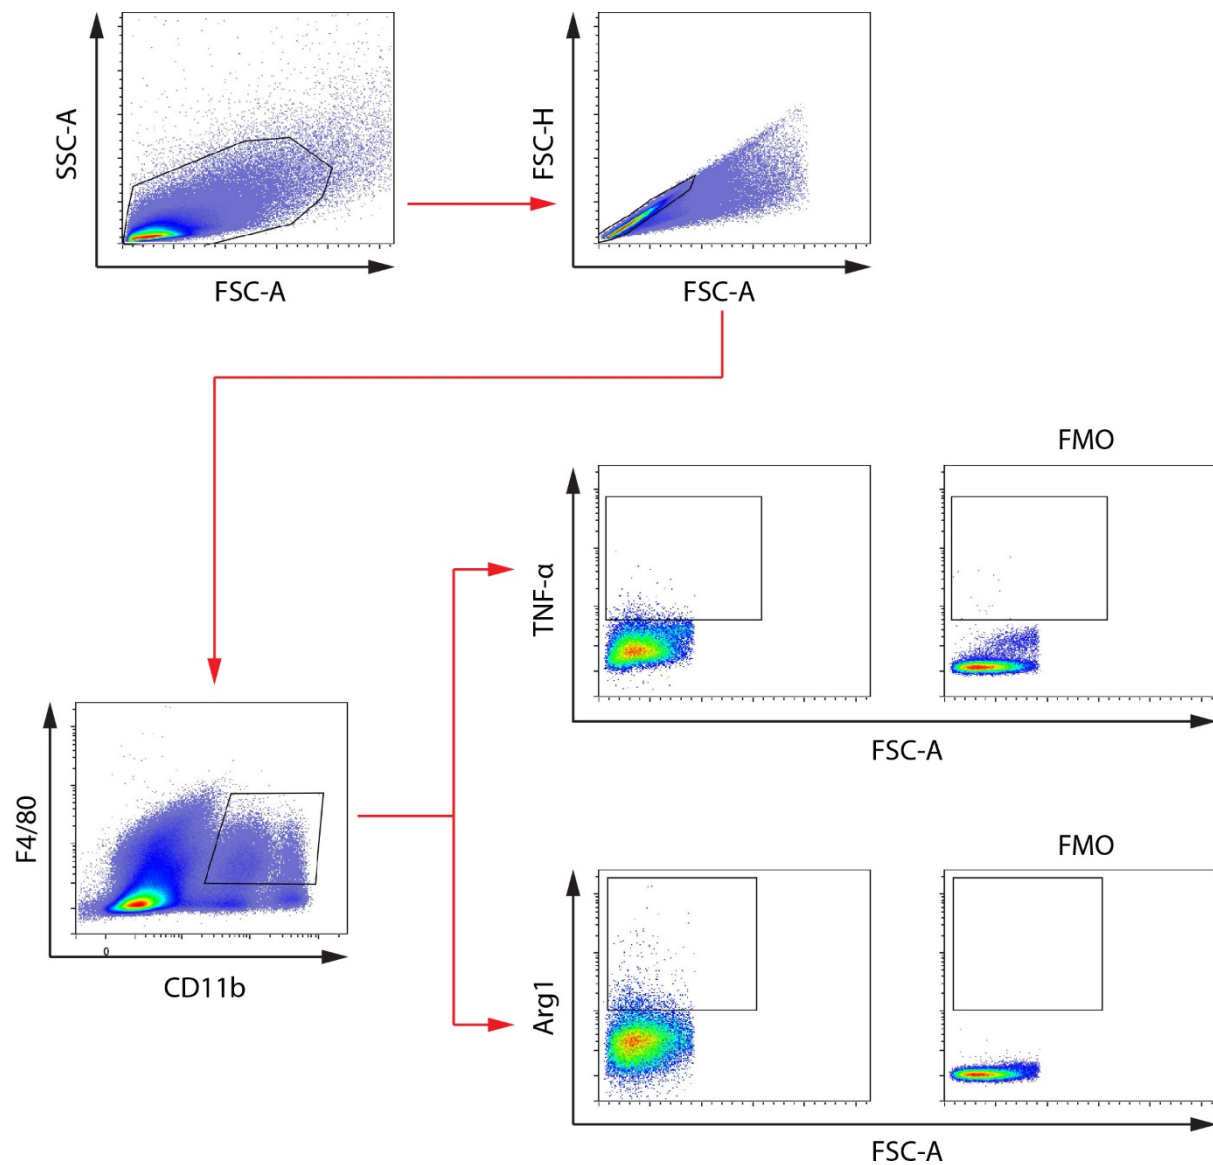 SSC-A
FSC-A
FSC-H
FSC-A
F4/80
0
CD11b
FMO
TNF-α
FSC-A
FMO
Arg1
FSC-A